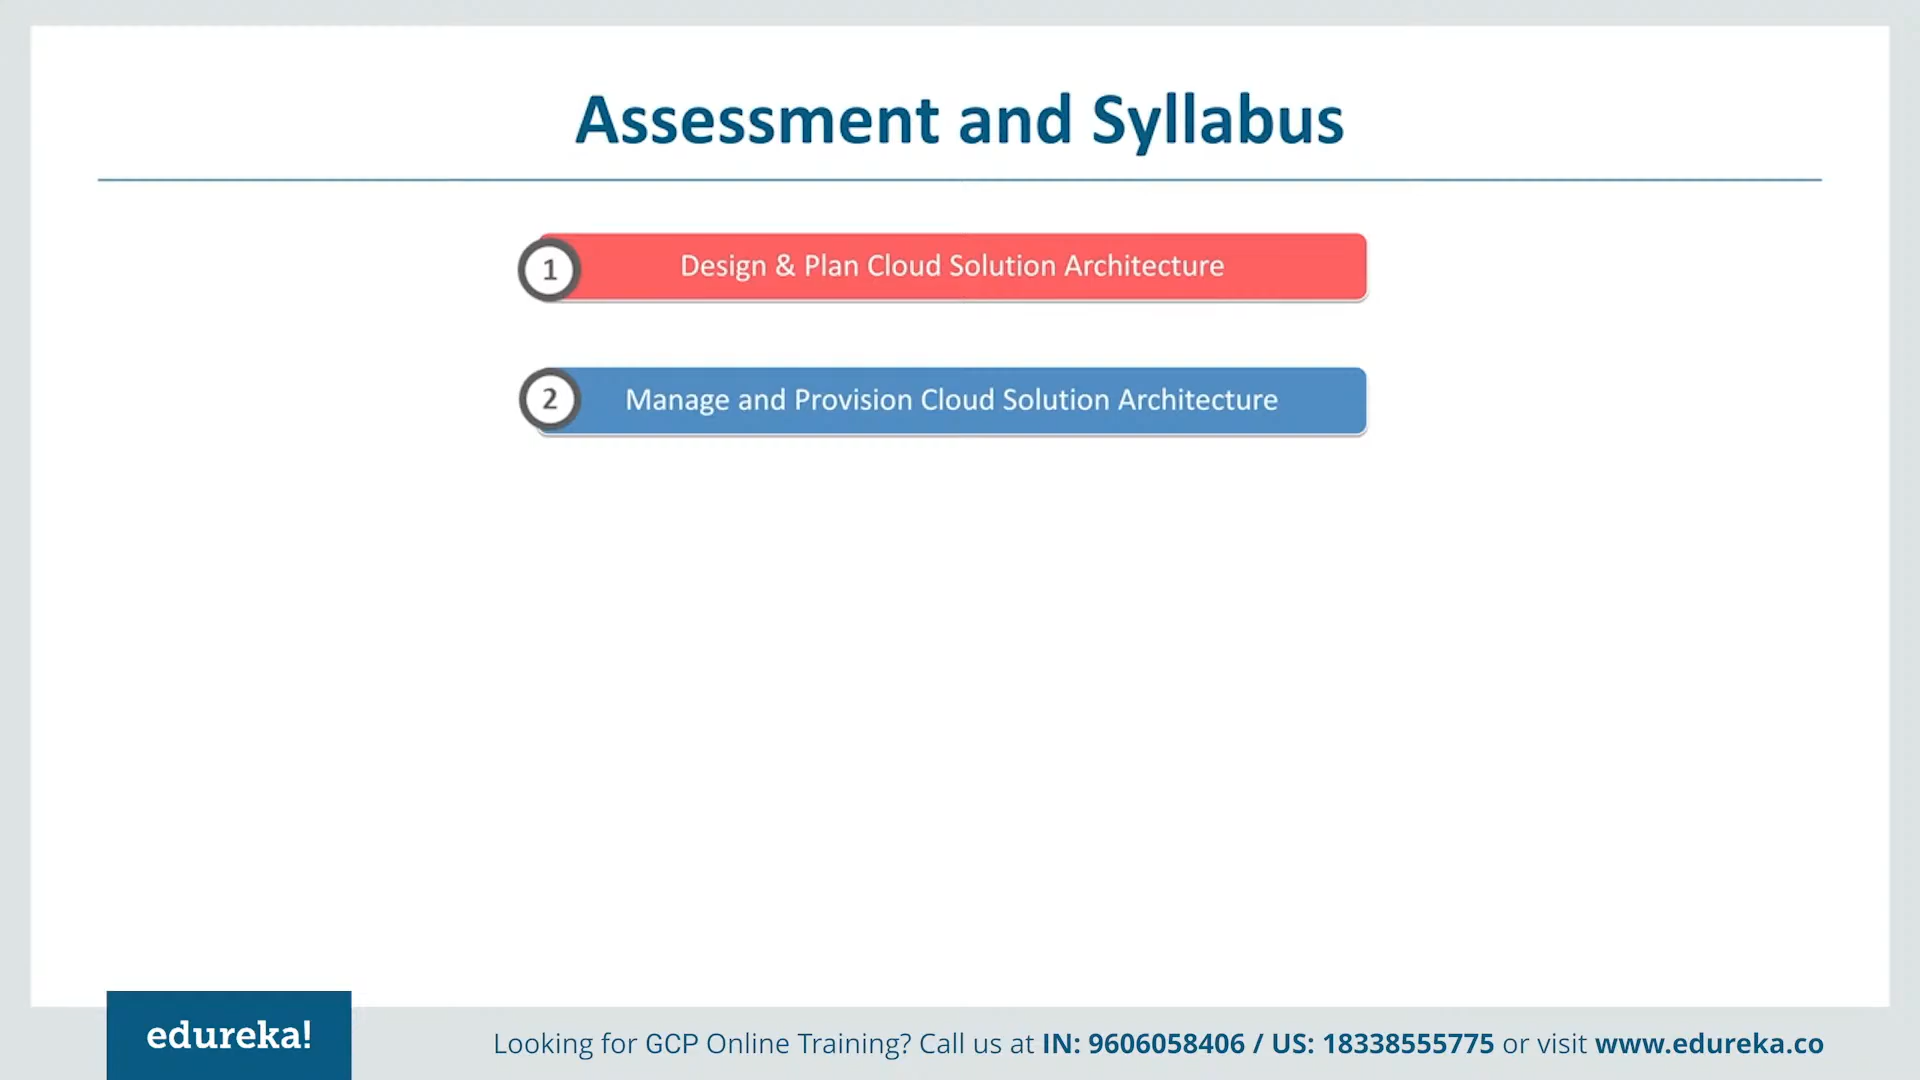 Assessment and Syllabus
1 Design & Plan Cloud Solution Architecture
2 Manage and Provision Cloud Solution Architecture
edureka!
Looking for GCP Online Training? Call us at IN: 9606058406 / US: 18338555775 or visit www.edureka.co